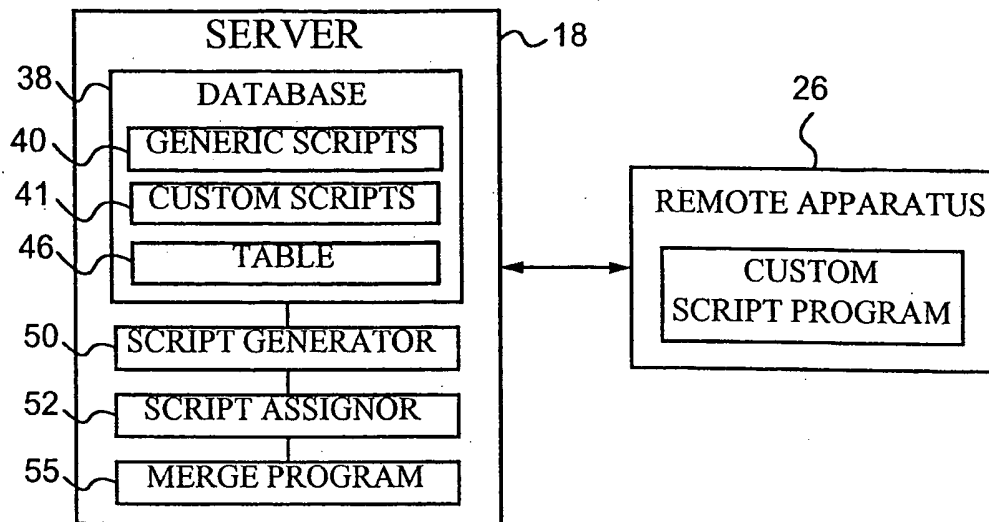 SERVER
18
38
DATABASE
40
GENERIC SCRIPTS
41
CUSTOM SCRIPTS
46
TABLE
50
SCRIPT GENERATOR
52
SCRIPT ASSIGNOR
55
MERGE PROGRAM
26
REMOTE APPARATUS
CUSTOM
SCRIPT PROGRAM